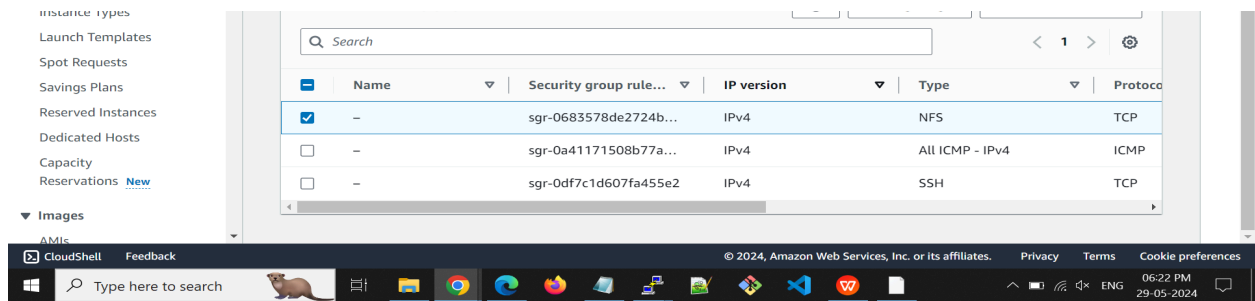 Instance Types
Launch Templates
Spot Requests
Savings Plans
Reserved Instances
Dedicated Hosts
Capacity
Reservations New
Images
AMIs
Search
1
Name Security group rule... IP version Type Protoco
– sgr-0683578de2724b... IPv4 NFS TCP
– sgr-0a41171508b77a... IPv4 All ICMP - IPv4 ICMP
– sgr-0df7c1d607fa455e2 IPv4 SSH TCP
CloudShell Feedback © 2024, Amazon Web Services, Inc. or its affiliates. Privacy Terms Cookie preferences
Type here to search ENG 06:22 PM
29-05-2024